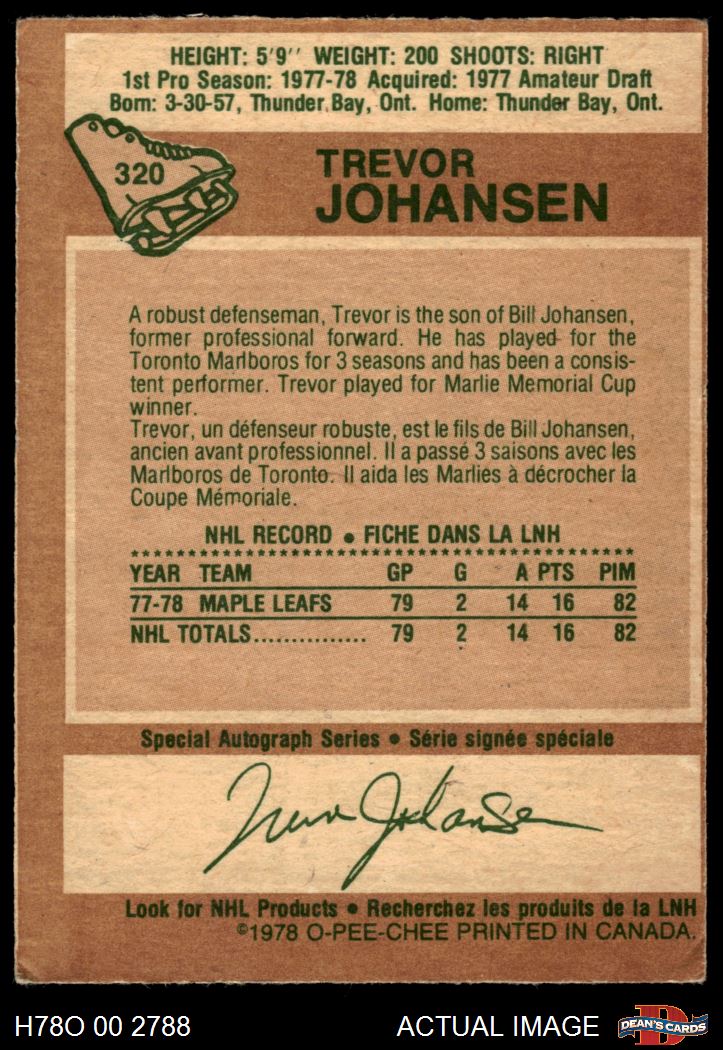 HEIGHT: 5'9'' WEIGHT: 200 SHOOTS: RIGHT
1st Pro Season: 1977-78 Acquired: 1977 Amateur Draft
Born: 3-30-57, Thunder Bay, Ont. Home: Thunder Bay, Ont.
320
TREVOR
JOHANSEN
A robust defenseman, Trevor is the son of Bill Johansen,
former professional forward. He has played for the
Toronto Marlboros for 3 seasons and has been a consis-
tent performer. Trevor played for Marlie Memorial Cup
winner.
Trevor, un défenseur robuste, est le fils de Bill Johansen,
ancien avant professionnel. Il a passé 3 saisons avec les
Marlboros de Toronto. Il aida les Marlies à décrocher la
Coupe Mémoriale.
NHL RECORD • FICHE DANS LA LNH
YEAR TEAM GP G A PTS PIM
77-78 MAPLE LEAFS 79 2 14 16 82
NHL TOTALS............... 79 2 14 16 82
Special Autograph Series • Série signée spéciale
Trevor Johansen
Look for NHL Products • Recherchez les produits de la LNH
©1978 O-PEE-CHEE PRINTED IN CANADA.
H78O 00 2788 ACTUAL IMAGE D DEAN'S CARDS